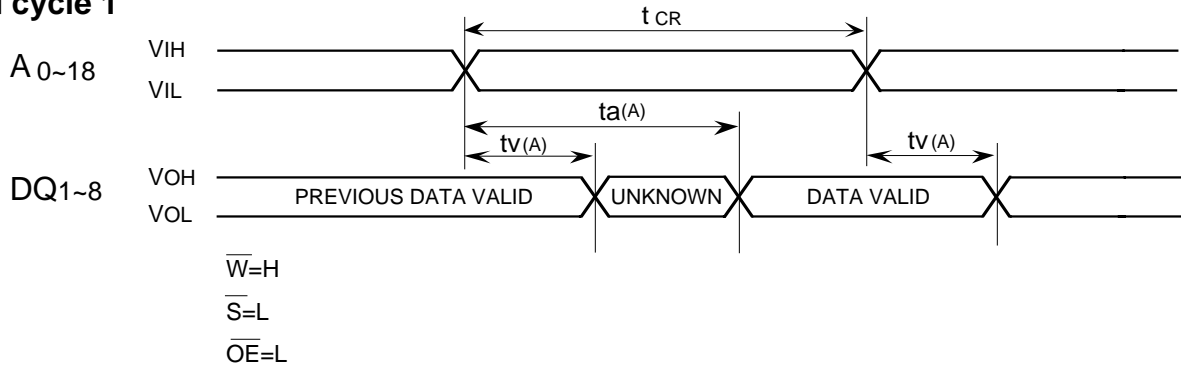 cycle 1
t CR
VIH
A 0~18
VIL
ta(A)
tv(A)
tv(A)
VOH
DQ1~8
PREVIOUS DATA VALID
UNKNOWN
DATA VALID
VOL
W̅=H
S̅=L
O̅E̅=L